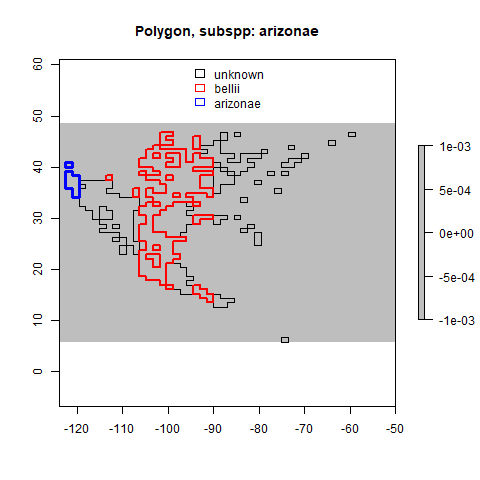 Polygon, subspp: arizonae
unknown
bellii
arizonae
60
50
40
30
20
10
0
-120 -110 -100 -90 -80 -70 -60 -50
1e-03
5e-04
0e+00
-5e-04
-1e-03